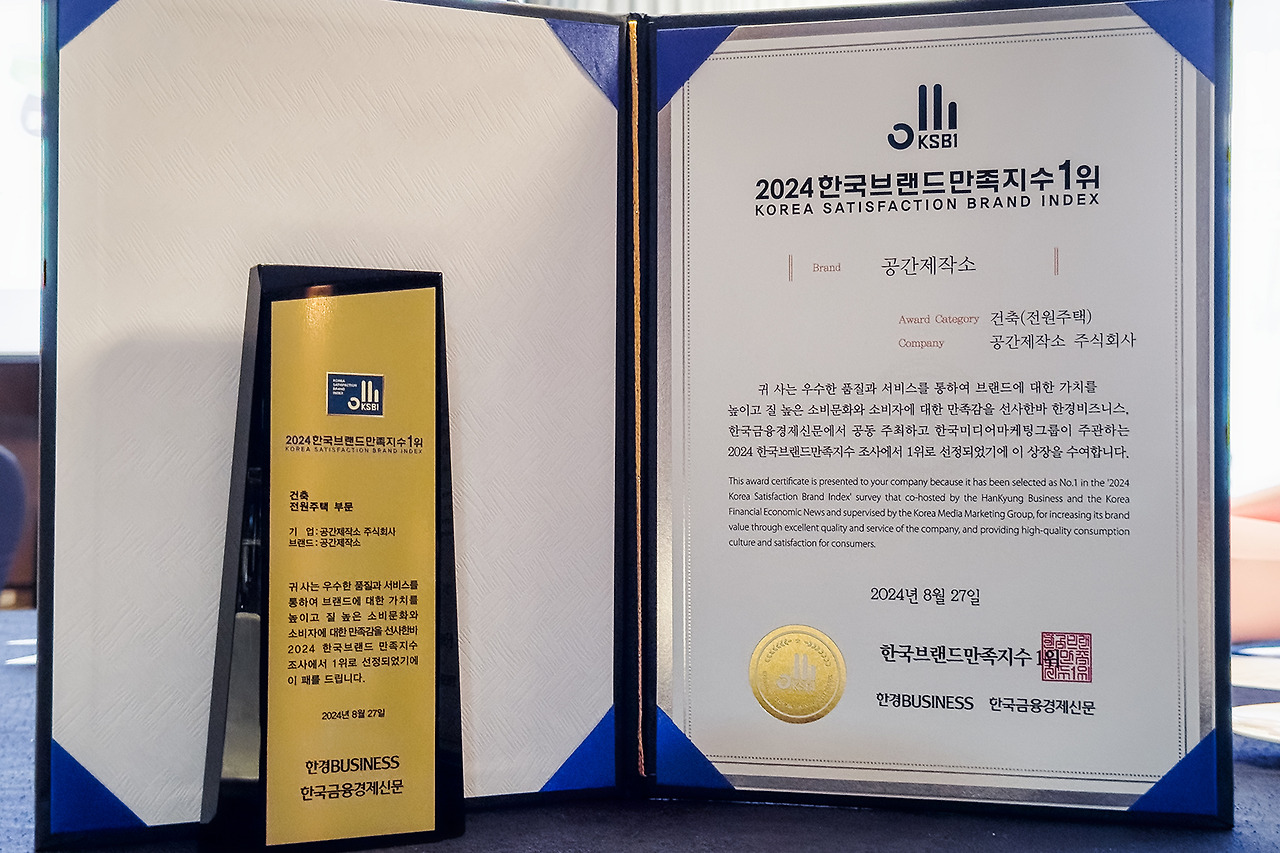 KOREA
SATISFACTION
BRAND
INDEX
KSBI
2024 한국브랜드만족지수 1위
KOREA SATISFACTION BRAND INDEX
건축
전원주택 부문
기 업 : 공간제작소 주식회사
브랜드 : 공간제작소
귀사는 우수한 품질과 서비스를
통하여 브랜드에 대한 가치를
높이고 질 높은 소비문화와
소비자에 대한 만족감을 선사한바
2024 한국브랜드 만족지수
조사에서 1위로 선정되었기에
이 패를 드립니다.
2024년 8월 27일
한경BUSINESS
한국금융경제신문
KSBI
2024 한국브랜드만족지수 1위
KOREA SATISFACTION BRAND INDEX
Brand 공간제작소
Award Category 건축(전원주택)
Company 공간제작소 주식회사
귀 사는 우수한 품질과 서비스를 통하여 브랜드에 대한 가치를
높이고 질 높은 소비문화와 소비자에 대한 만족감을 선사한바 한경비즈니스,
한국금융경제신문에서 공동 주최하고 한국미디어마케팅그룹이 주관하는
2024 한국브랜드만족지수 조사에서 1위로 선정되었기에 이 상장을 수여합니다.
This award certificate is presented to your company because it has been selected as No.1 in the '2024
Korea Satisfaction Brand Index' survey that co-hosted by the HanKyung Business and the Korea
Financial Economic News and supervised by the Korea Media Marketing Group, for increasing its brand
value through excellent quality and service of the company, and providing high-quality consumption
culture and satisfaction for consumers.
2024년 8월 27일
한국브랜드만족지수 1위
KSBI
한경BUSINESS 한국금융경제신문